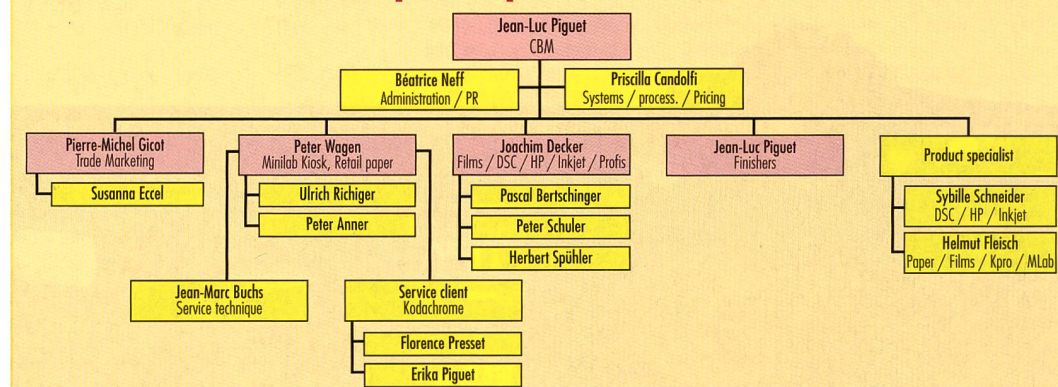 Jean-Luc Piguet
CBM
Béatrice Neff
Administration / PR
Priscilla Candolfi
Systems / process. / Pricing
Pierre-Michel Gicot
Trade Marketing
Susanna Eccel
Peter Wagen
Minilab Kiosk, Retail paper
Ulrich Richiger
Peter Anner
Jean-Marc Buchs
Service technique
Service client
Kodachrome
Florence Presset
Erika Piguet
Joachim Decker
Films / DSC / HP / Inkjet / Profis
Pascal Bertschinger
Peter Schuler
Herbert Spühler
Jean-Luc Piguet
Finishers
Product specialist
Sybille Schneider
DSC / HP / Inkjet
Helmut Fleisch
Paper / Films / Kpro / MLab